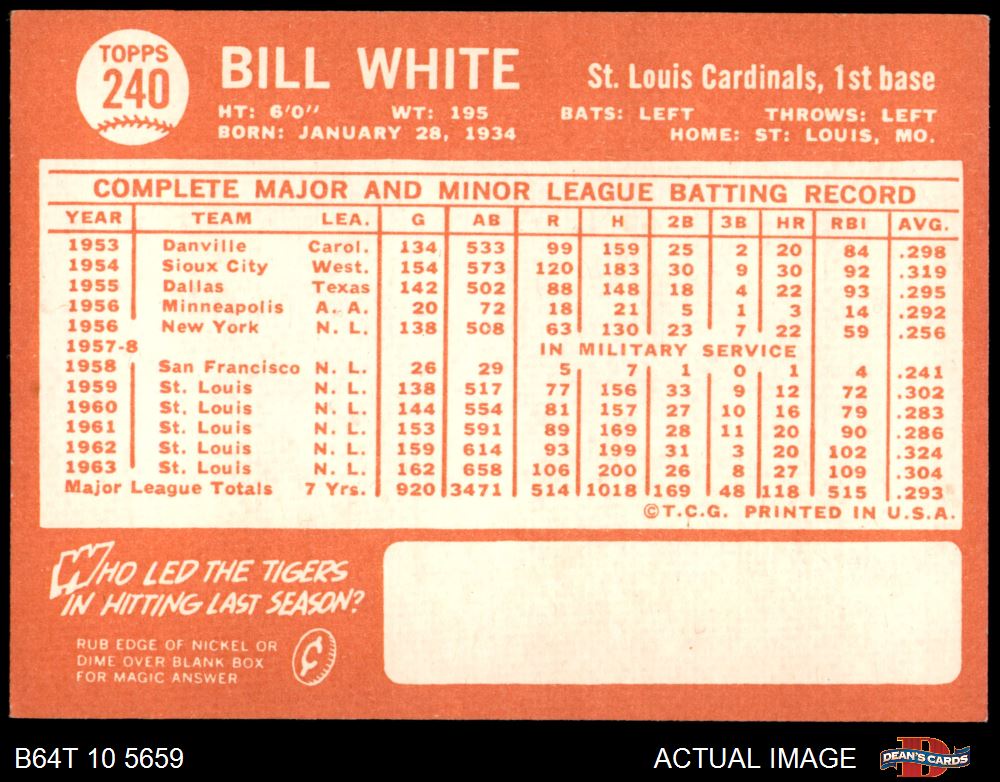 TOPPS
240
BILL WHITE
St. Louis Cardinals, 1st base
HT: 6'0" WT: 195 BATS: LEFT THROWS: LEFT
BORN: JANUARY 28, 1934 HOME: ST: LOUIS, MO.
COMPLETE MAJOR AND MINOR LEAGUE BATTING RECORD
YEAR TEAM LEA. G AB R H 2B 3B HR RBI AVG.
1953 Danville Carol. 134 533 99 159 25 2 20 84 .298
1954 Sioux City West. 154 573 120 183 30 9 30 92 .319
1955 Dallas Texas 142 502 88 148 18 4 22 93 .295
1956 Minneapolis A. A. 20 72 18 21 5 1 3 14 .292
1956 New York N. L. 138 508 63 130 23 7 22 59 .256
1957-8 IN MILITARY SERVICE
1958 San Francisco N. L. 26 29 5 7 1 0 1 4 .241
1959 St. Louis N. L. 138 517 77 156 33 9 12 72 .302
1960 St. Louis N. L. 144 554 81 157 27 10 16 79 .283
1961 St. Louis N. L. 153 591 89 169 28 11 20 90 .286
1962 St. Louis N. L. 159 614 93 199 31 3 20 102 .324
1963 St. Louis N. L. 162 658 106 200 26 8 27 109 .304
Major League Totals 7 Yrs. 920 3471 514 1018 169 48 118 515 .293
©T.C.G. PRINTED IN U.S.A.
WHO LED THE TIGERS
IN HITTING LAST SEASON?
RUB EDGE OF NICKEL OR
DIME OVER BLANK BOX
FOR MAGIC ANSWER
¢
B64T 10 5659 ACTUAL IMAGE
D
DEAN'S CARDS